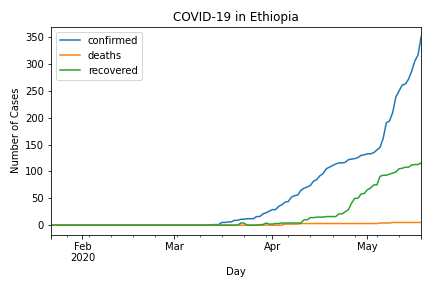 COVID-19 in Ethiopia
confirmed
deaths
recovered
Number of Cases
350
300
250
200
150
100
50
0
Feb
2020
Mar
Apr
May
Day